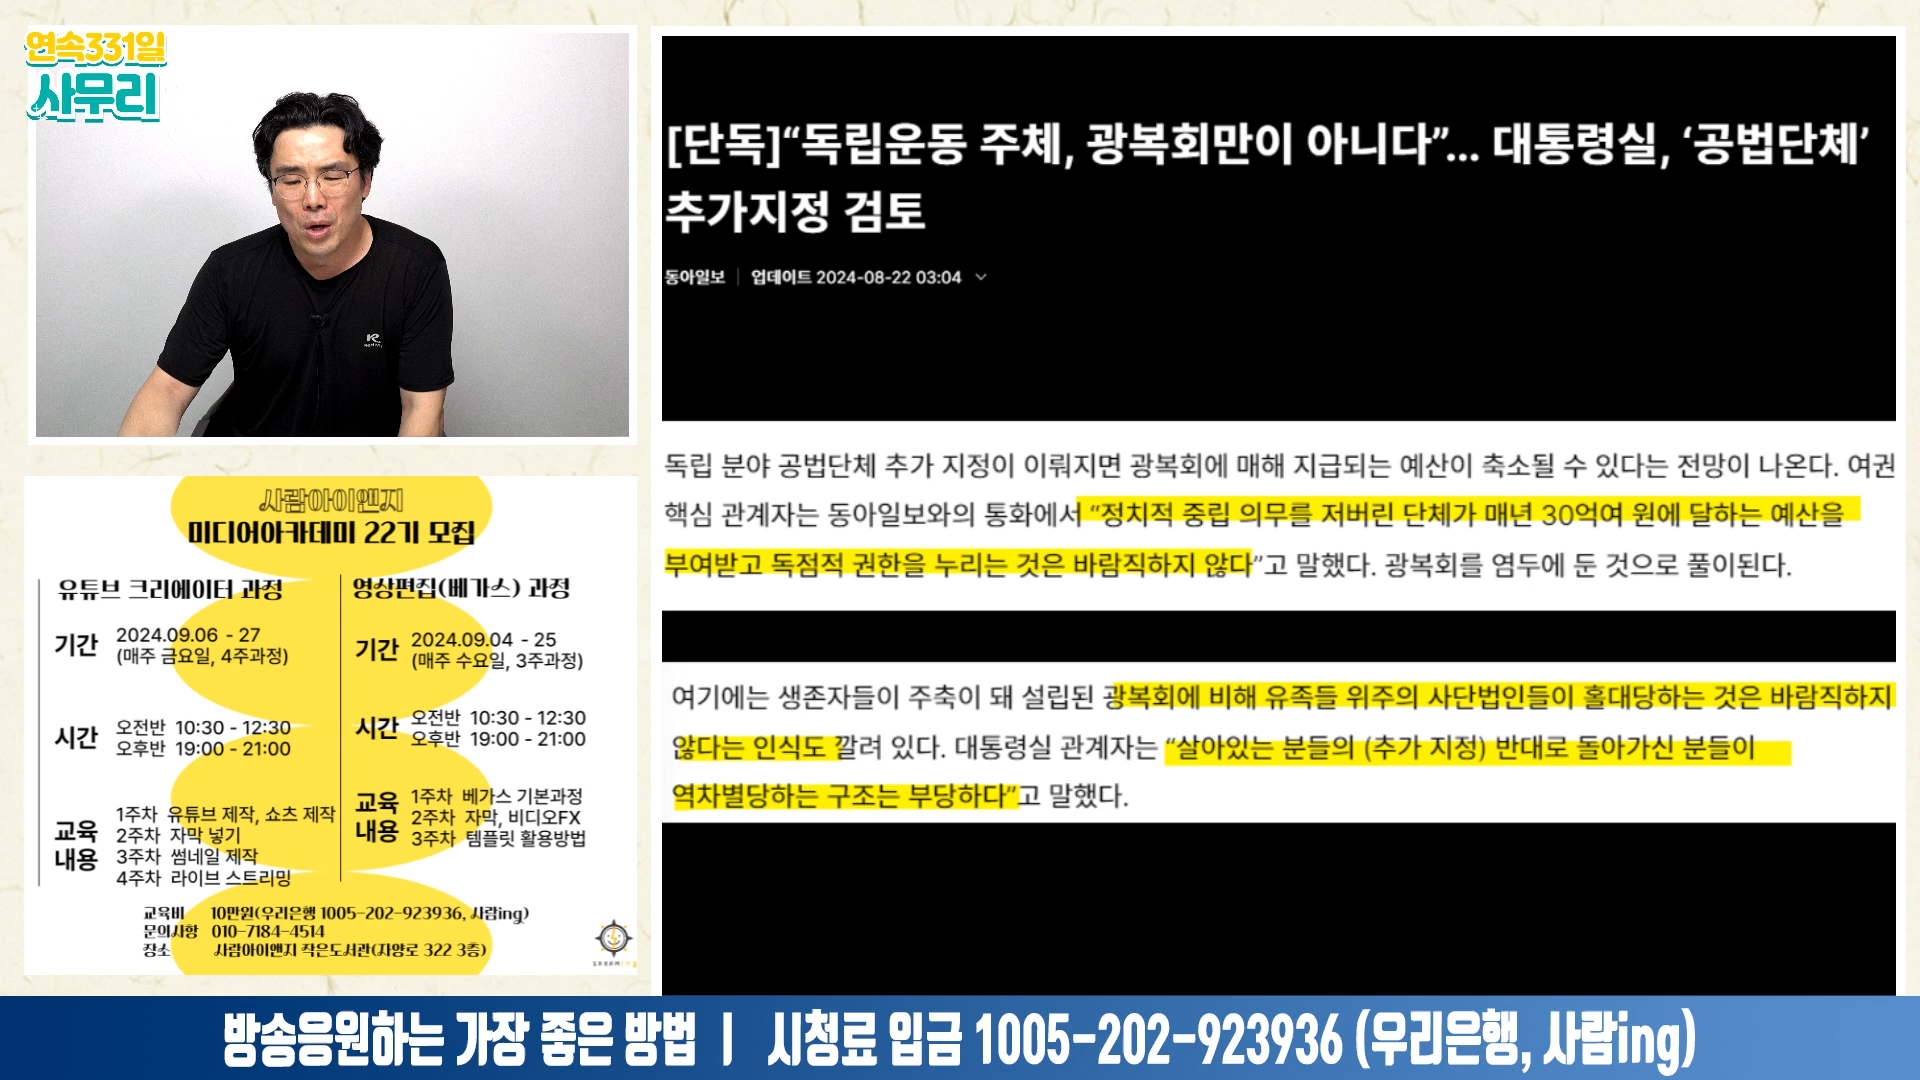 연속331일
사무리
[단독]“독립운동 주체, 광복회만이 아니다”... 대통령실, ‘공법단체’
추가지정 검토
동아일보 업데이트 2024-08-22 03:04
독립 분야 공법단체 추가 지정이 이뤄지면 광복회에 매해 지급되는 예산이 축소될 수 있다는 전망이 나온다. 여권
핵심 관계자는 동아일보와의 통화에서 “정치적 중립 의무를 저버린 단체가 매년 30억여 원에 달하는 예산을
부여받고 독점적 권한을 누리는 것은 바람직하지 않다”고 말했다. 광복회를 염두에 둔 것으로 풀이된다.
여기에는 생존자들이 주축이 돼 설립된 광복회에 비해 유족들 위주의 사단법인들이 홀대당하는 것은 바람직하지
않다는 인식도 깔려 있다. 대통령실 관계자는 “살아있는 분들의 (추가 지정) 반대로 돌아가신 분들이
역차별당하는 구조는 부당하다”고 말했다.
사람아이앤지
미디어아카데미 22기 모집
유튜브 크리에이터 과정
기간 2024.09.06 - 27
(매주 금요일, 4주과정)
시간 오전반 10:30 - 12:30
오후반 19:00 - 21:00
교육 내용
1주차 유튜브 제작, 쇼츠 제작
2주차 자막 넣기
3주차 썸네일 제작
4주차 라이브 스트리밍
영상편집(베가스) 과정
기간 2024.09.04 - 25
(매주 수요일, 3주과정)
시간 오전반 10:30 - 12:30
오후반 19:00 - 21:00
교육 내용
1주차 베가스 기본과정
2주차 자막, 비디오FX
3주차 템플릿 활용방법
교육비 10만원(우리은행 1005-202-923936, 사람ing)
문의사항 010-7184-4514
장소 사람아이앤지 작은도서관(자양로 322 3층)
방송응원하는 가장 좋은 방법 | 시청료 입금 1005-202-923936 (우리은행, 사람ing)